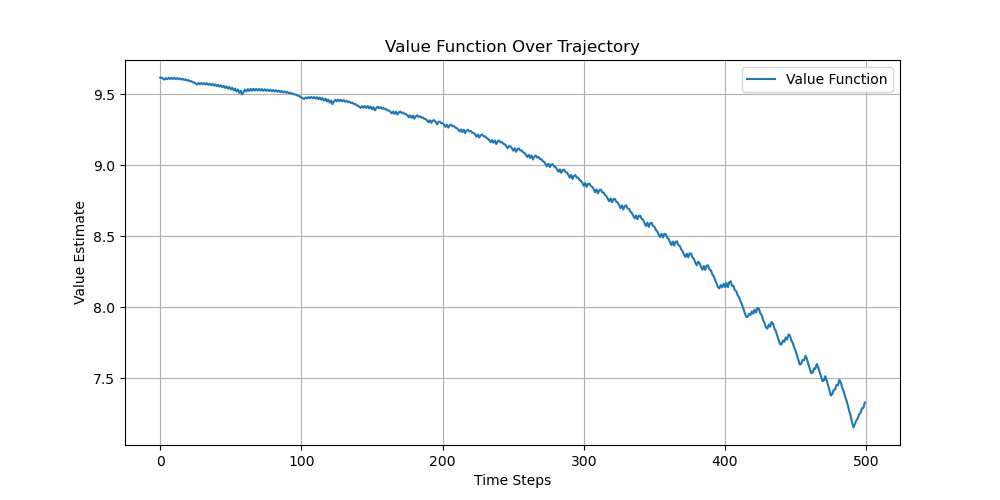 Value Function Over Trajectory
Value Function
Value Estimate
9.5
9.0
8.5
8.0
7.5
0 100 200 300 400 500
Time Steps